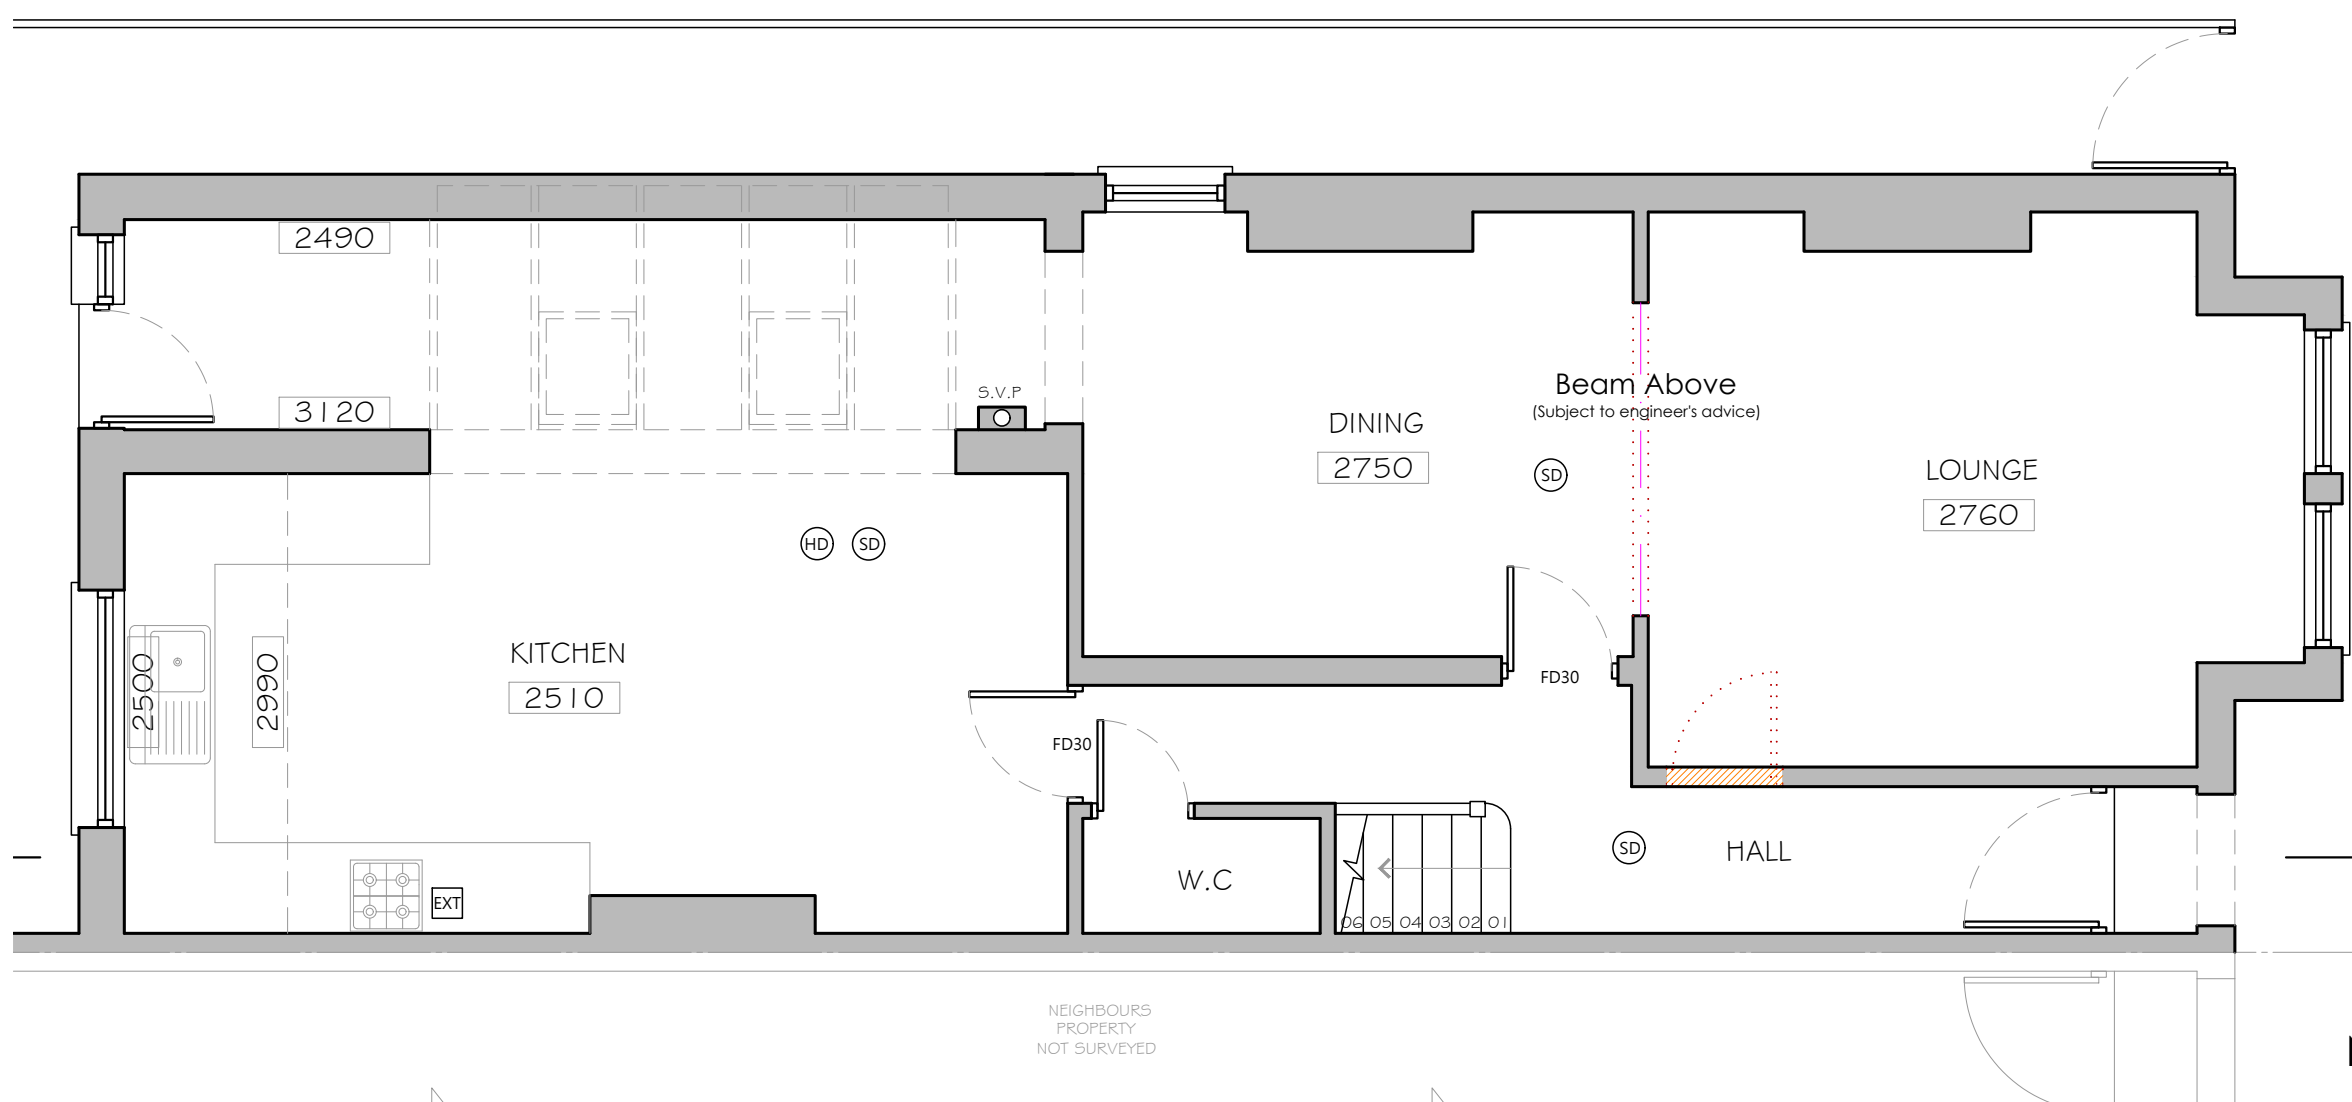 2490
3120
S.V.P
Beam Above
(Subject to engineer's advice)
DINING
2750
SD
LOUNGE
2760
HD
SD
KITCHEN
2510
2500
2990
FD30
FD30
EXT
W.C
06 05 04 03 02 01
SD
HALL
NEIGHBOURS
PROPERTY
NOT SURVEYED